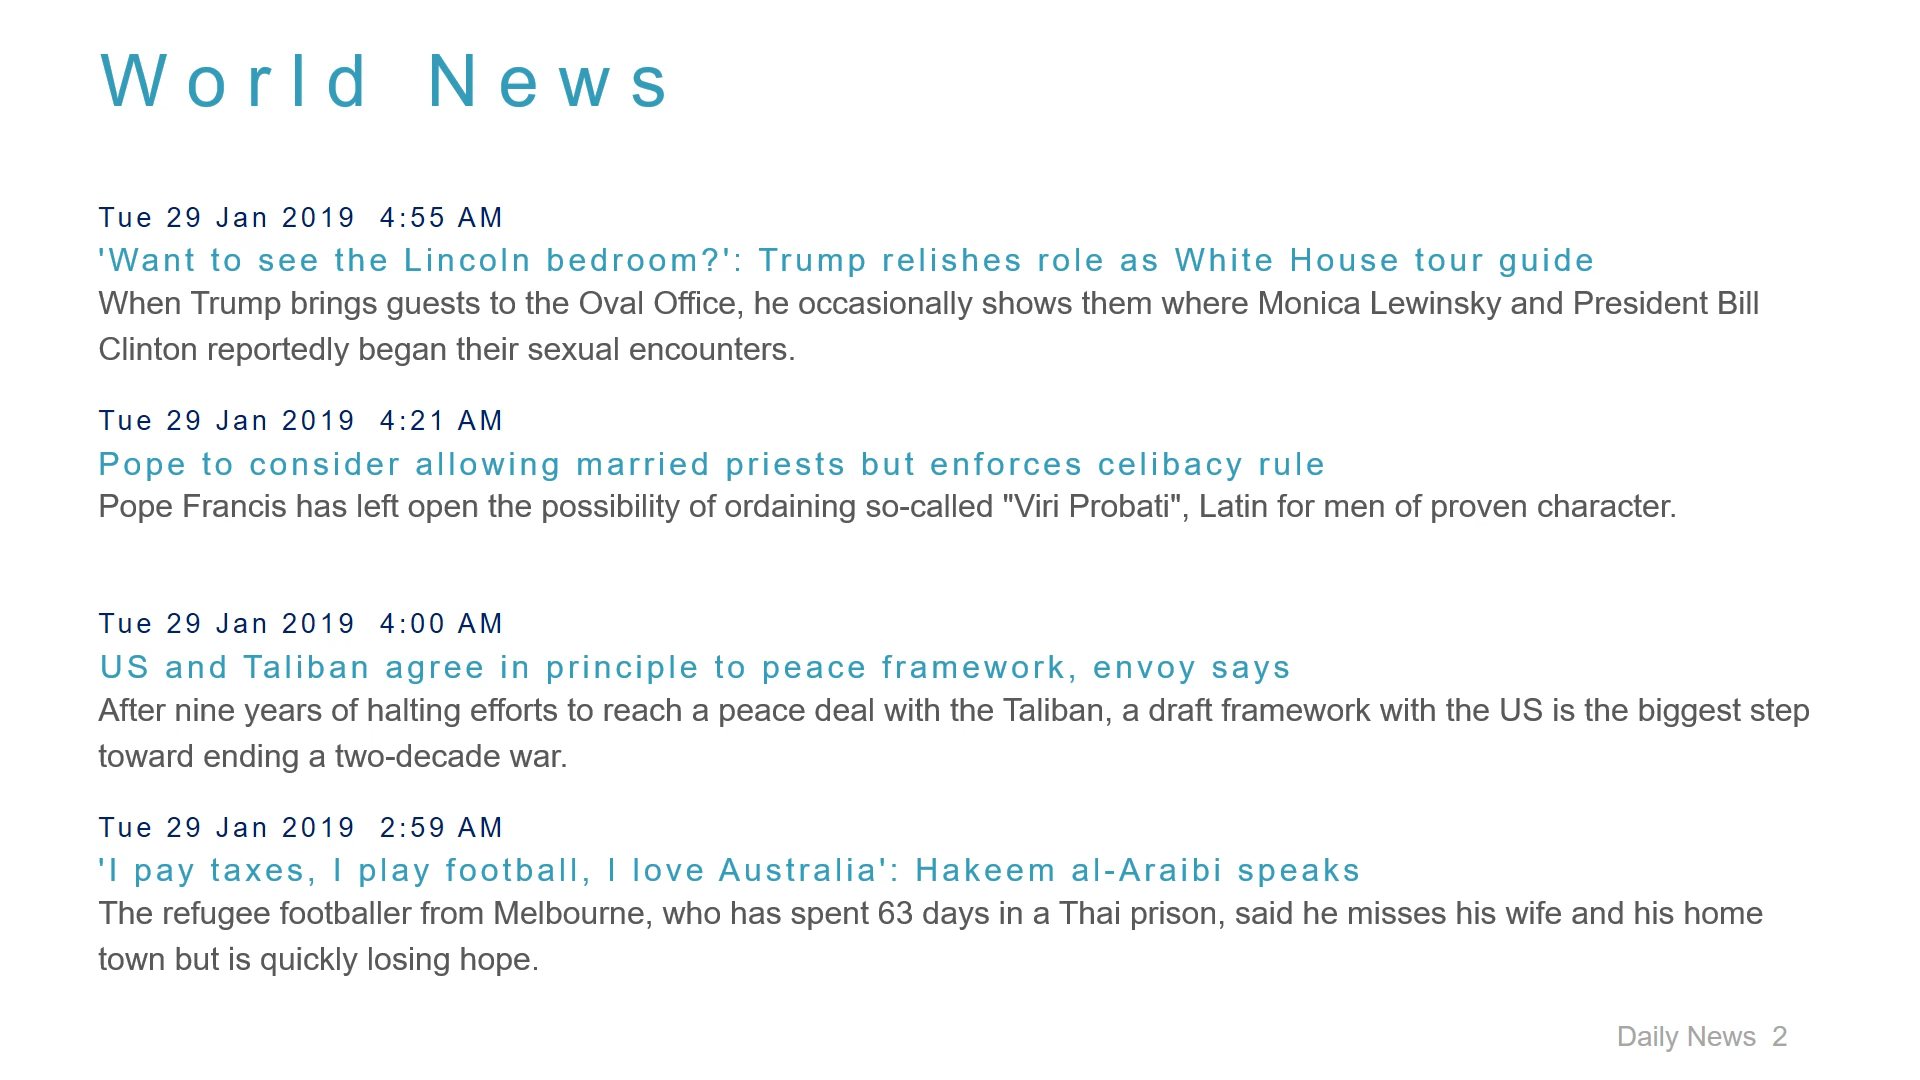 World News
Tue 29 Jan 2019  4:55 AM
'Want to see the Lincoln bedroom?': Trump relishes role as White House tour guide
When Trump brings guests to the Oval Office, he occasionally shows them where Monica Lewinsky and President Bill
Clinton reportedly began their sexual encounters.
Tue 29 Jan 2019  4:21 AM
Pope to consider allowing married priests but enforces celibacy rule
Pope Francis has left open the possibility of ordaining so-called "Viri Probati", Latin for men of proven character.
Tue 29 Jan 2019  4:00 AM
US and Taliban agree in principle to peace framework, envoy says
After nine years of halting efforts to reach a peace deal with the Taliban, a draft framework with the US is the biggest step
toward ending a two-decade war.
Tue 29 Jan 2019  2:59 AM
'I pay taxes, I play football, I love Australia': Hakeem al-Araibi speaks
The refugee footballer from Melbourne, who has spent 63 days in a Thai prison, said he misses his wife and his home
town but is quickly losing hope.
Daily News  2